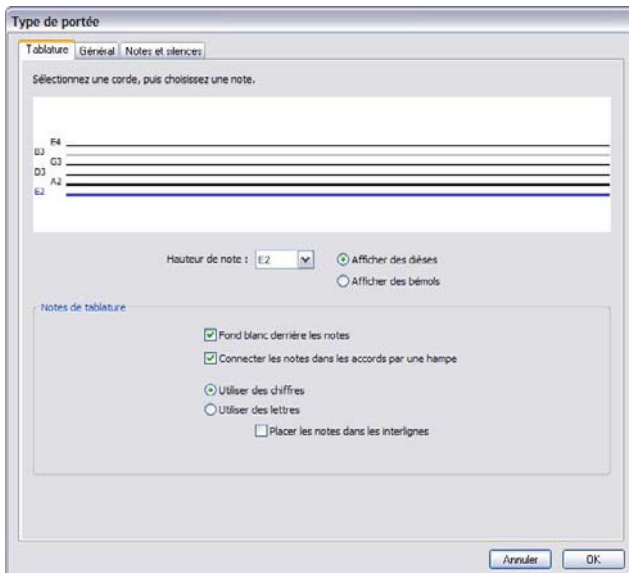 Type de portée
Tablature Général Notes et silences
Sélectionnez une corde, puis choisissez une note.
E4
B3
G3
D3
A2
E2
Hauteur de note : E2 Afficher des dièses
Afficher des bémols
Notes de tablature
Fond blanc derrière les notes
Connecter les notes dans les accords par une hampe
Utiliser des chiffres
Utiliser des lettres
Placer les notes dans les interlignes
Annuler OK